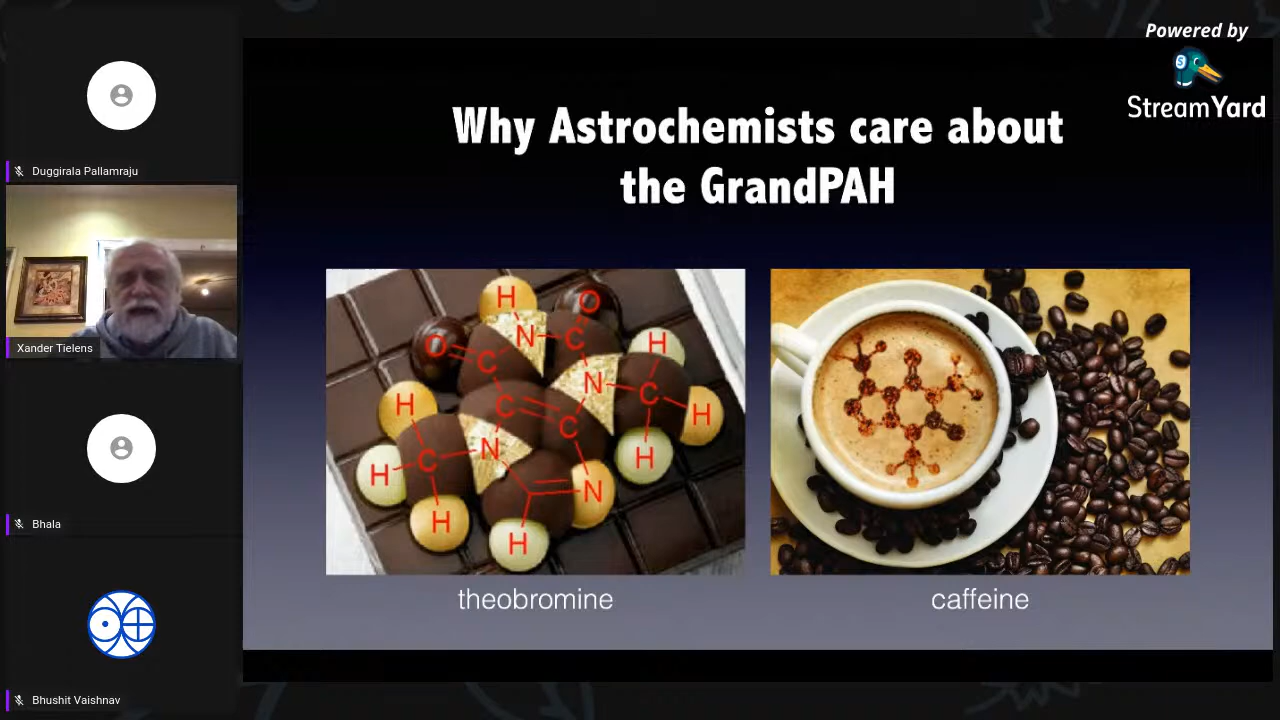 Powered by
StreamYard
Duggirala Pallamraju
Xander Tielens
Bhala
Bhushit Vaishnav
Why Astrochemists care about
the GrandPAH
H
O
N
C
H
O
C
N
C
H
C
H
C
H
N
H
C
N
H
H
theobromine
caffeine